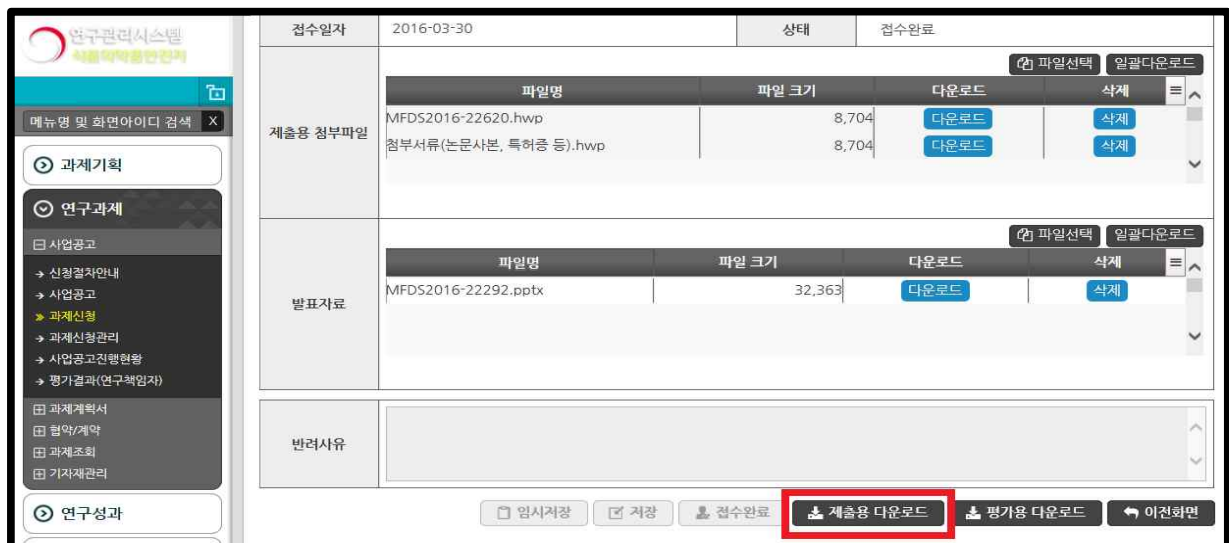 연구관리시스템
식품의약품안전처
메뉴명 및 화면아이디 검색 X
과제기획
연구과제
사업공고
신청절차안내
사업공고
과제신청
과제신청관리
사업공고진행현황
평가결과(연구책임자)
과제계획서
협약/계약
과제조회
기자재관리
연구성과
접수일자 2016-03-30 상태 접수완료
제출용 첨부파일
파일선택 일괄다운로드
파일명 파일 크기 다운로드 삭제
MFDS2016-22620.hwp 8,704 다운로드 삭제
첨부서류(논문사본, 특허증 등).hwp 8,704 다운로드 삭제
발표자료
파일선택 일괄다운로드
파일명 파일 크기 다운로드 삭제
MFDS2016-22292.pptx 32,363 다운로드 삭제
반려사유
임시저장 저장 접수완료 제출용 다운로드 평가용 다운로드 이전화면